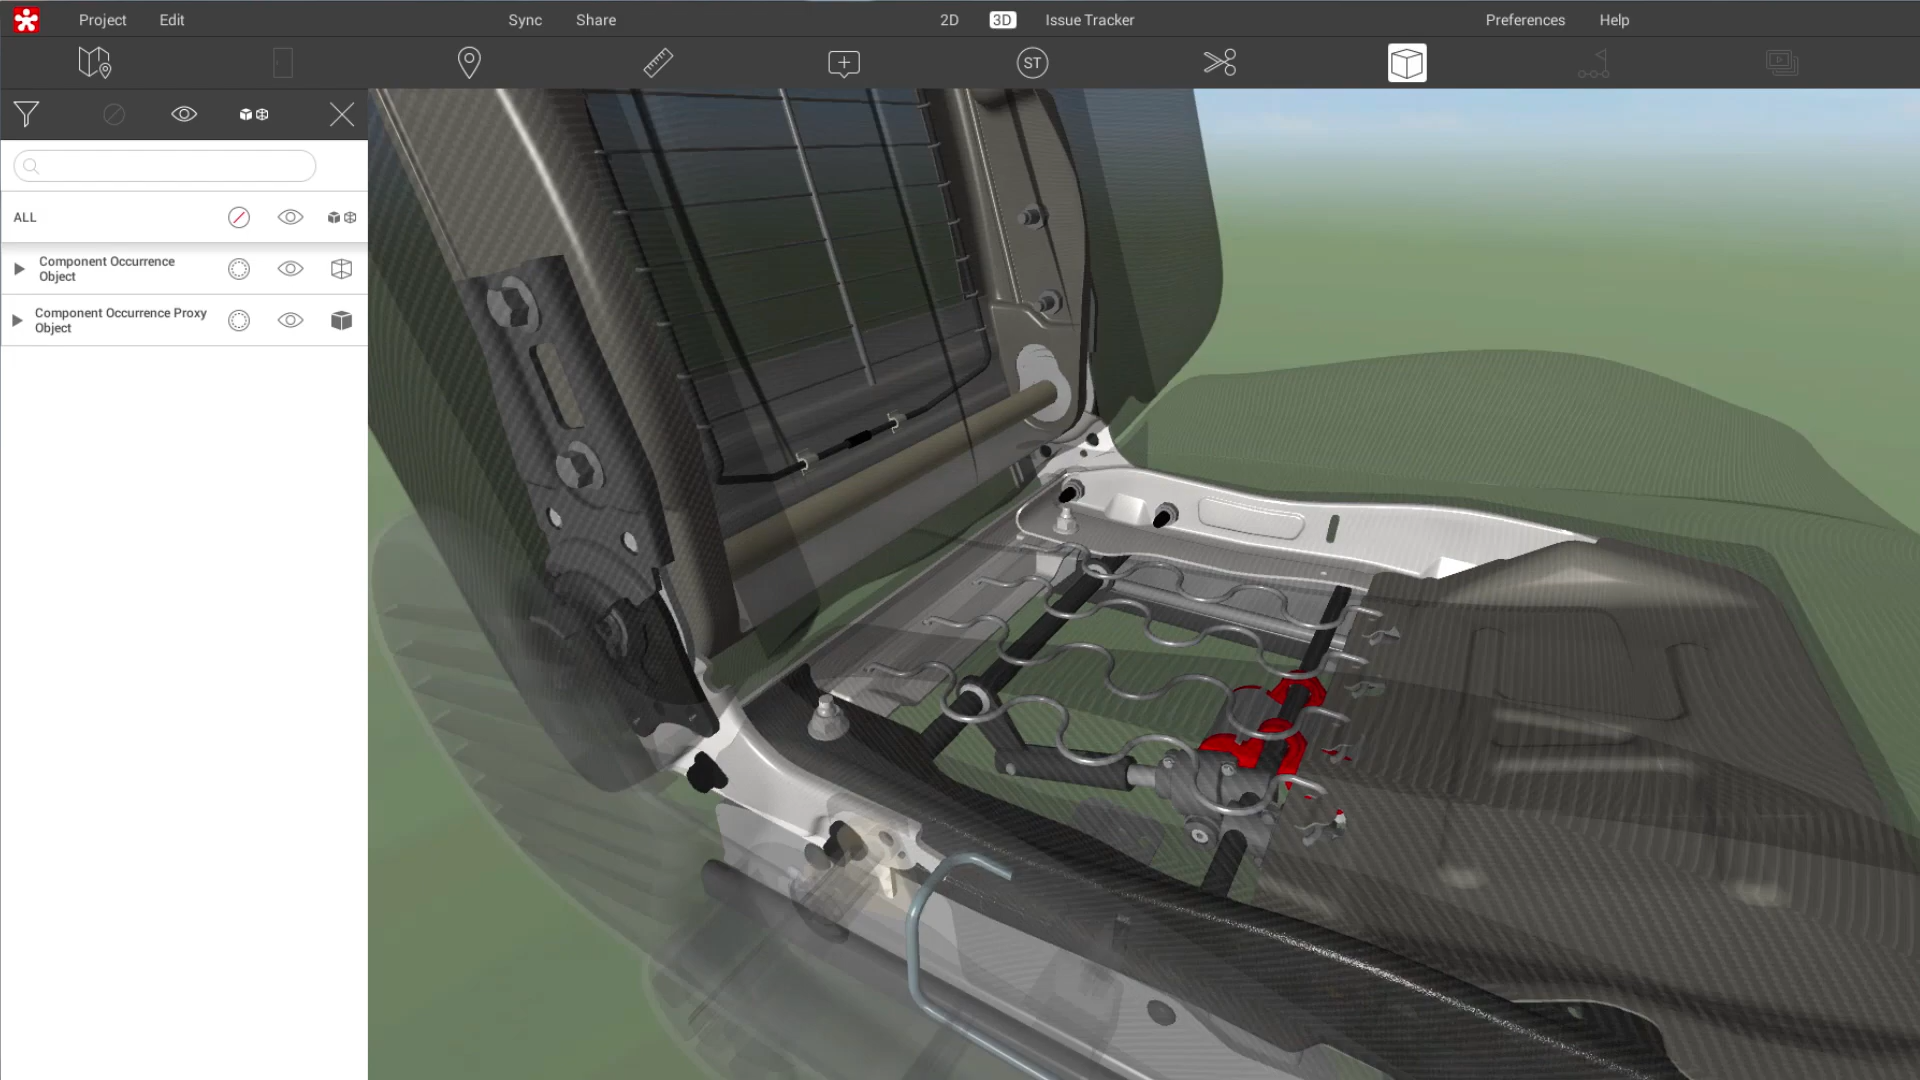 Project Edit Sync Share 2D 3D Issue Tracker Preferences Help
ST
ALL
Component Occurrence
Object
Component Occurrence Proxy
Object